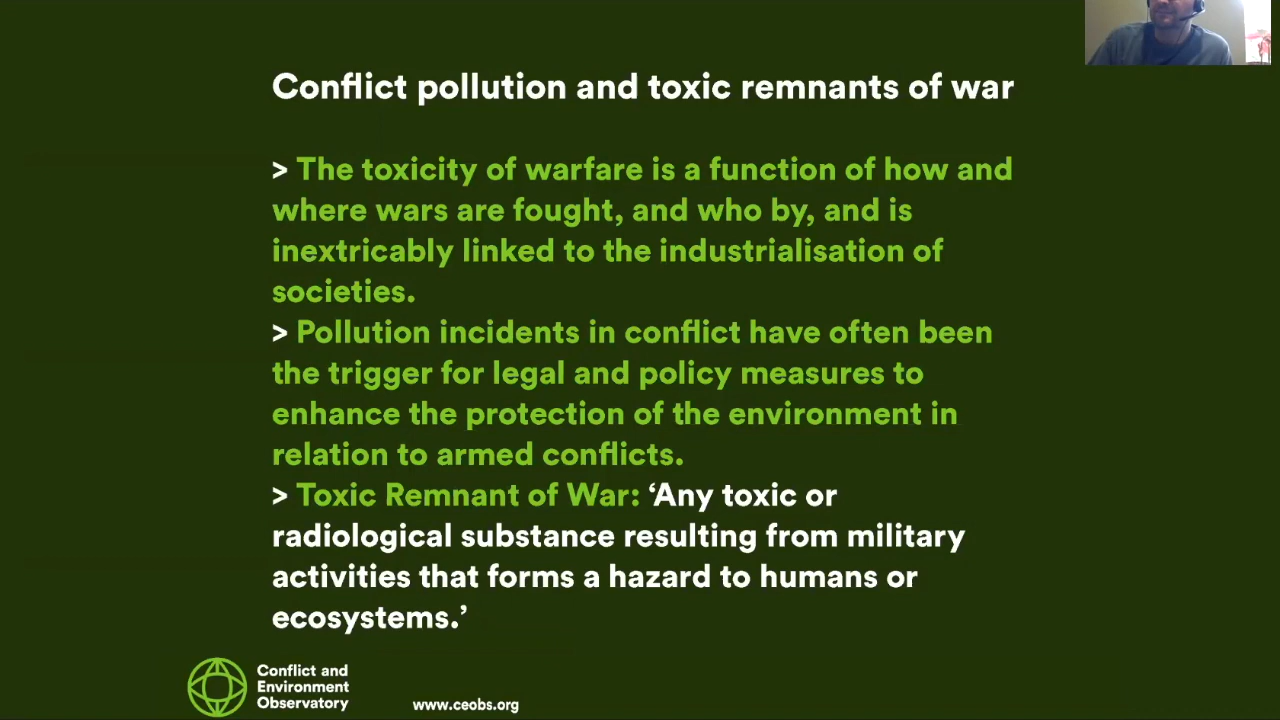 Conflict pollution and toxic remnants of war
> The toxicity of warfare is a function of how and
where wars are fought, and who by, and is
inextricably linked to the industrialisation of
societies.
> Pollution incidents in conflict have often been
the trigger for legal and policy measures to
enhance the protection of the environment in
relation to armed conflicts.
> Toxic Remnant of War: ‘Any toxic or
radiological substance resulting from military
activities that forms a hazard to humans or
ecosystems.’
Conflict and
Environment
Observatory
www.ceobs.org